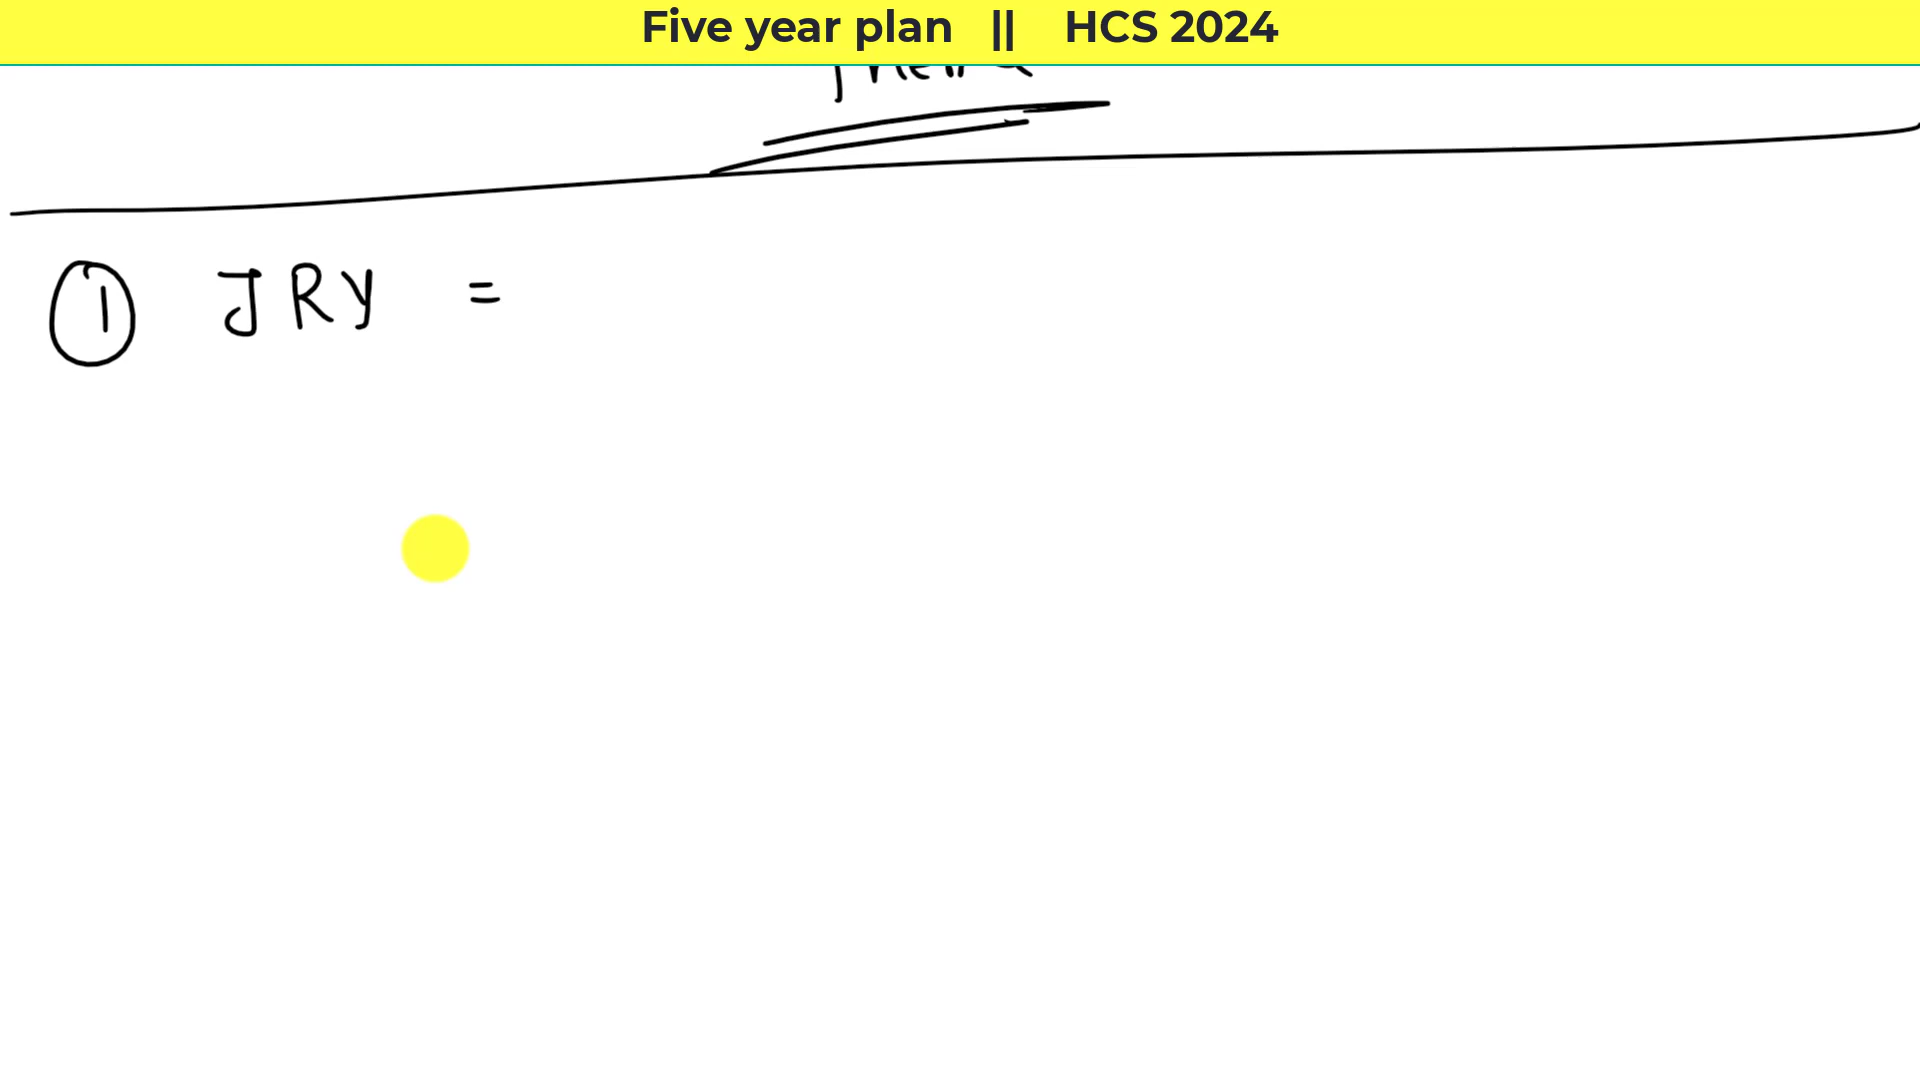 Five year plan || HCS 2024
① JRY =